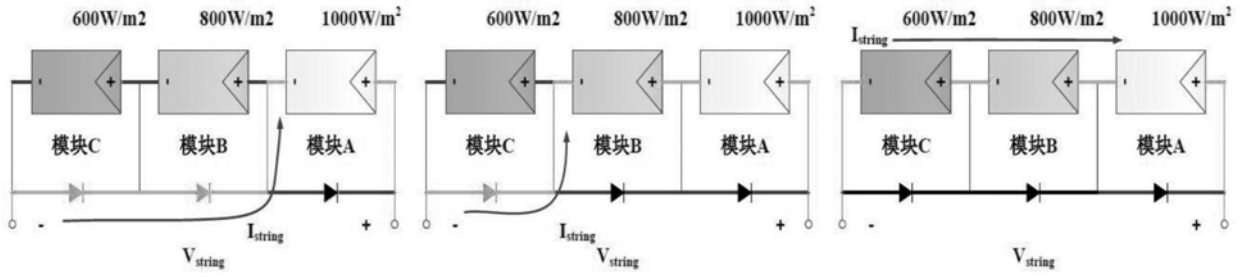 600W/m2 800W/m2 1000W/m²
- + - + - +
模块C 模块B 模块A
- Istring +
Vstring
600W/m2 800W/m2 1000W/m²
- + - + - +
模块C 模块B 模块A
- Istring +
Vstring
600W/m2 800W/m2 1000W/m²
Istring
- + - + - +
模块C 模块B 模块A
- +
Vstring